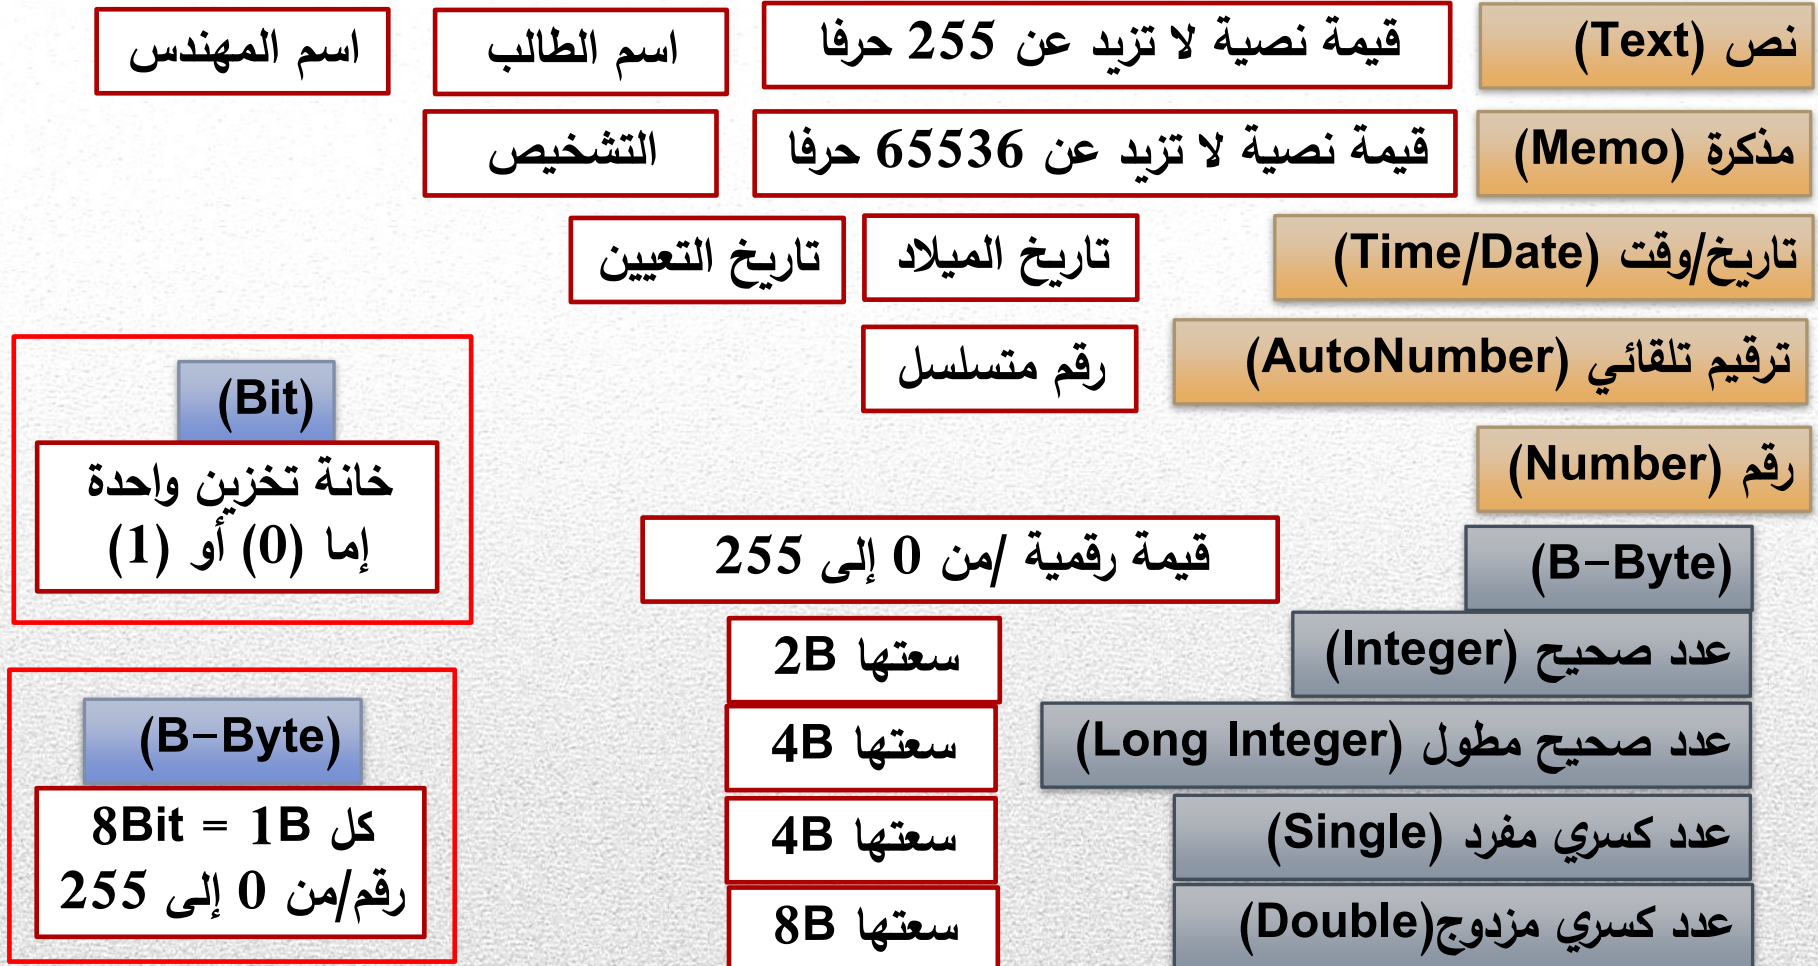 نص (Text)
قيمة نصية لا تزيد عن 255 حرفا
اسم الطالب
اسم المهندس
مذكرة (Memo)
قيمة نصية لا تزيد عن 65536 حرفا
التشخيص
تاريخ/وقت (Time/Date)
تاريخ الميلاد
تاريخ التعيين
ترقيم تلقائي (AutoNumber)
رقم متسلسل
رقم (Number)
(B-Byte)
قيمة رقمية /من 0 إلى 255
عدد صحيح (Integer)
سعتها 2B
عدد صحيح مطول (Long Integer)
سعتها 4B
عدد كسري مفرد (Single)
سعتها 4B
عدد كسري مزدوج(Double)
سعتها 8B
(Bit)
خانة تخزين واحدة
إما (0) أو (1)
(B-Byte)
كل 8Bit = 1B
رقم/من 0 إلى 255